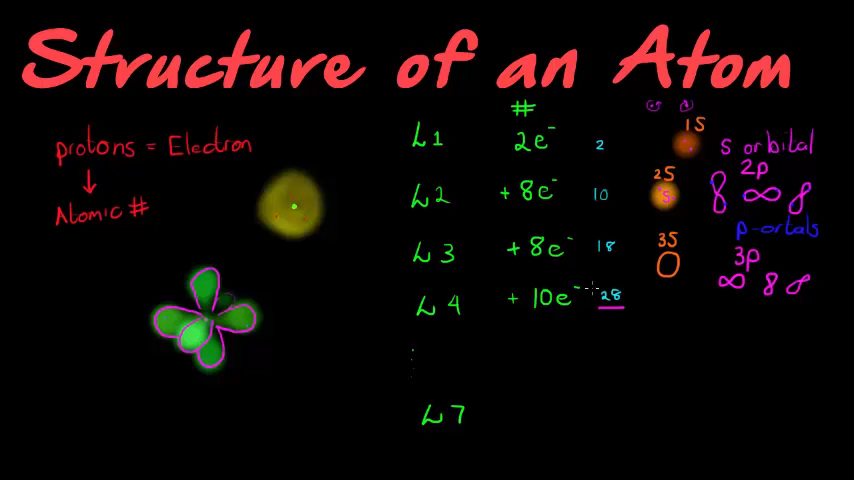 Structure of an Atom
#
protons = Electron
Atomic #
L1 2e⁻ 2 1S s orbital
L2 + 8e⁻ 10 2S 2p
S
p-ortals
L3 + 8e⁻ 18 3S 3p
L4 + 10e⁻ 28
L7